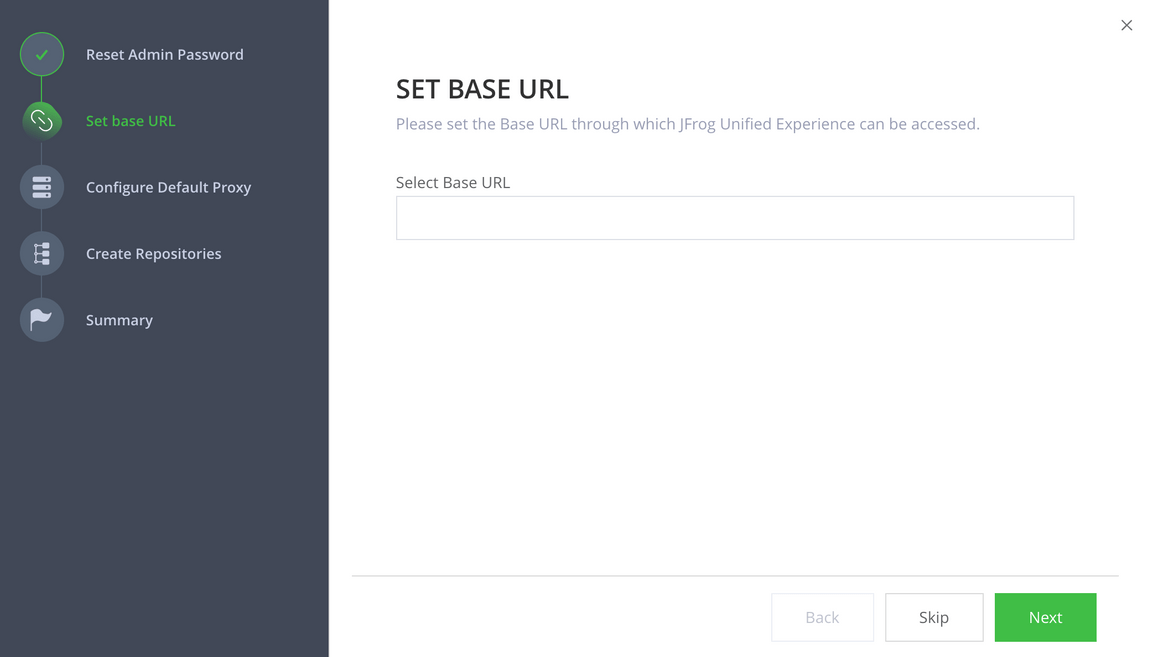 Reset Admin Password
Set base URL
Configure Default Proxy
Create Repositories
Summary
SET BASE URL
Please set the Base URL through which JFrog Unified Experience can be accessed.
Select Base URL
Back
Skip
Next